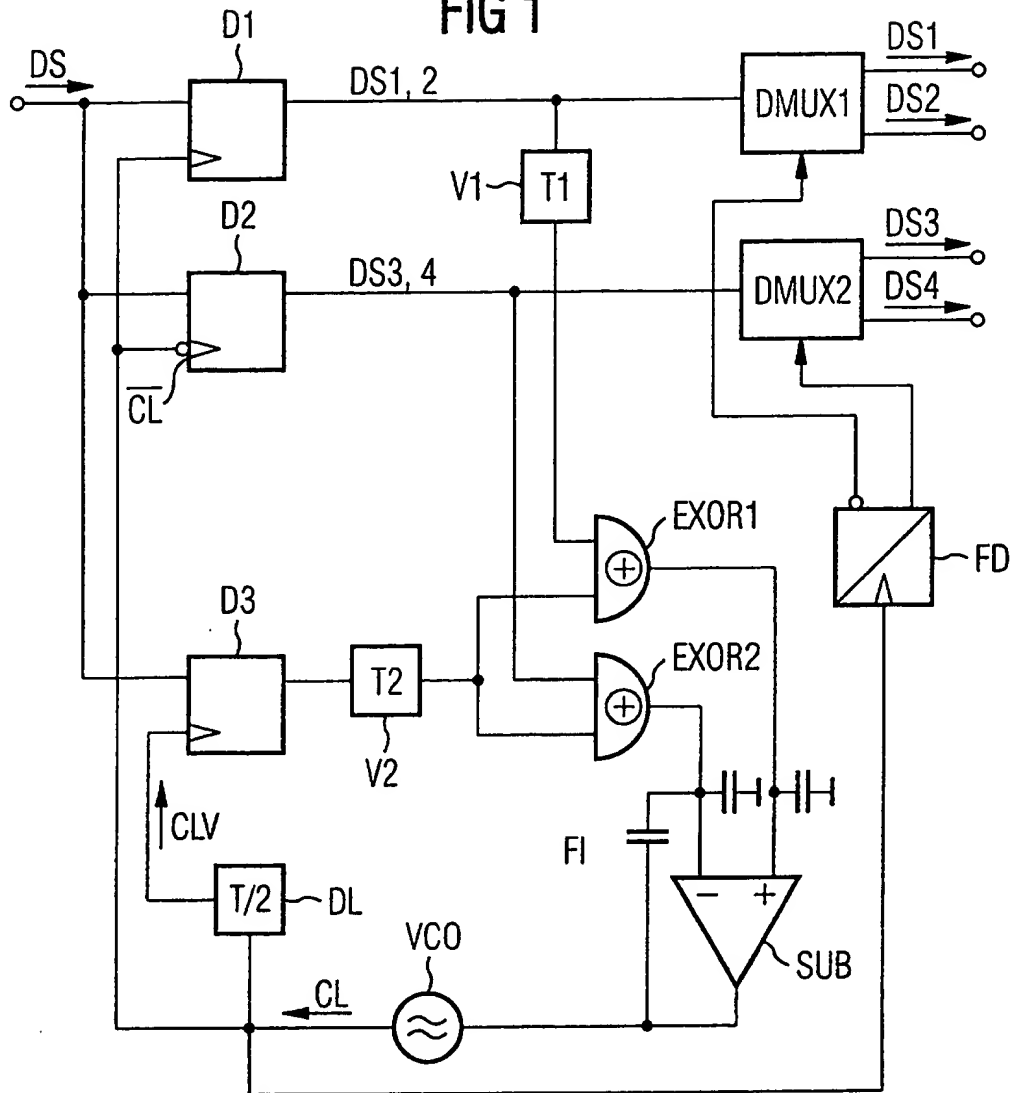 FIG 1
D1
DS
DS1, 2
DS1
DMUX1
DS2
V1
T1
D2
DS3
DS3, 4
DMUX2
DS4
CL
EXOR1
FD
D3
EXOR2
T2
V2
CLV
FI
− +
T/2
DL
VCO
SUB
CL